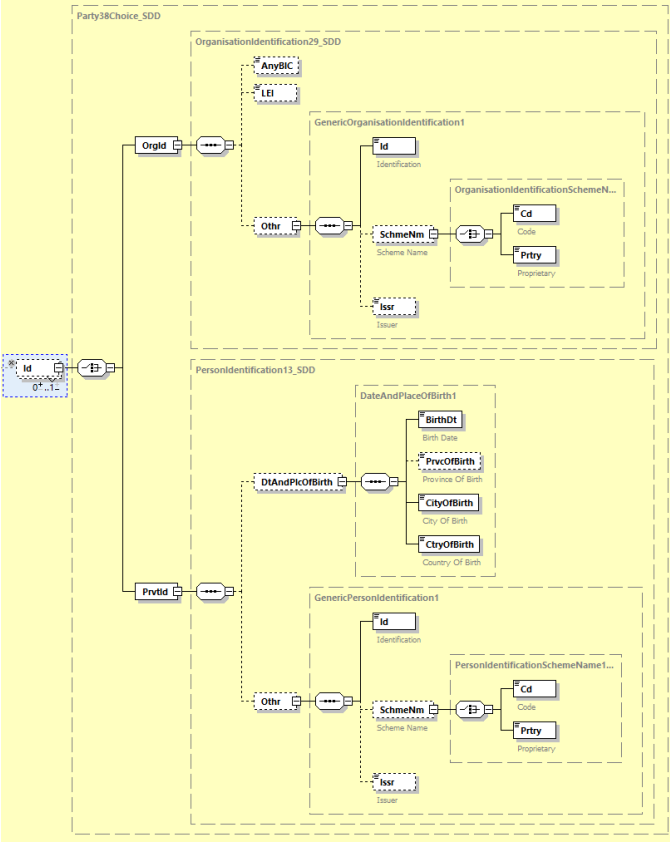 Party38Choice_SDD
OrganisationIdentification29_SDD
AnyBIC
LEI
GenericOrganisationIdentification1
OrgId
Id
Identification
OrganisationIdentificationSchemeN...
Cd
Code
Othr
SchmeNm
Scheme Name
Prtry
Proprietary
Issr
Issuer
Id
0 ..1
PersonIdentification13_SDD
DateAndPlaceOfBirth1
BirthDt
Birth Date
PrvcOfBirth
Province Of Birth
DtAndPlcOfBirth
CityOfBirth
City Of Birth
CtryOfBirth
Country Of Birth
PrvtId
GenericPersonIdentification1
Id
Identification
PersonIdentificationSchemeName1...
Cd
Code
Othr
SchmeNm
Scheme Name
Prtry
Proprietary
Issr
Issuer